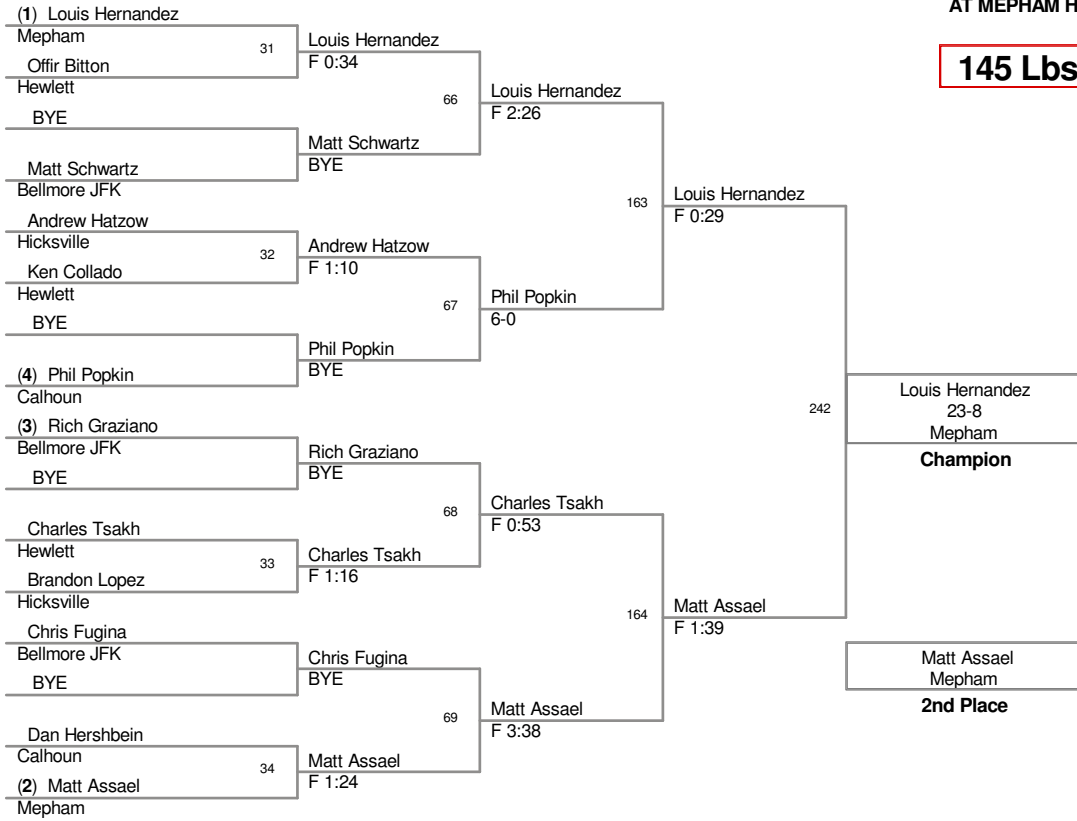 AT MEPHAM H
145 Lbs
(1) Louis Hernandez
Mepham
31
Offir Bitton
Hewlett
BYE
Matt Schwartz
Bellmore JFK
Andrew Hatzow
Hicksville
32
Ken Collado
Hewlett
BYE
(4) Phil Popkin
Calhoun
(3) Rich Graziano
Bellmore JFK
BYE
Charles Tsakh
Hewlett
33
Brandon Lopez
Hicksville
Chris Fugina
Bellmore JFK
BYE
Dan Hershbein
Calhoun
34
(2) Matt Assael
Mepham
Louis Hernandez
F 0:34
66
Matt Schwartz
BYE
Andrew Hatzow
F 1:10
67
Phil Popkin
BYE
Rich Graziano
BYE
68
Charles Tsakh
F 1:16
Chris Fugina
BYE
69
Matt Assael
F 1:24
Louis Hernandez
F 2:26
163
Phil Popkin
6-0
Charles Tsakh
F 0:53
164
Matt Assael
F 3:38
Louis Hernandez
F 0:29
242
Matt Assael
F 1:39
Louis Hernandez
23-8
Mepham
Champion
Matt Assael
Mepham
2nd Place